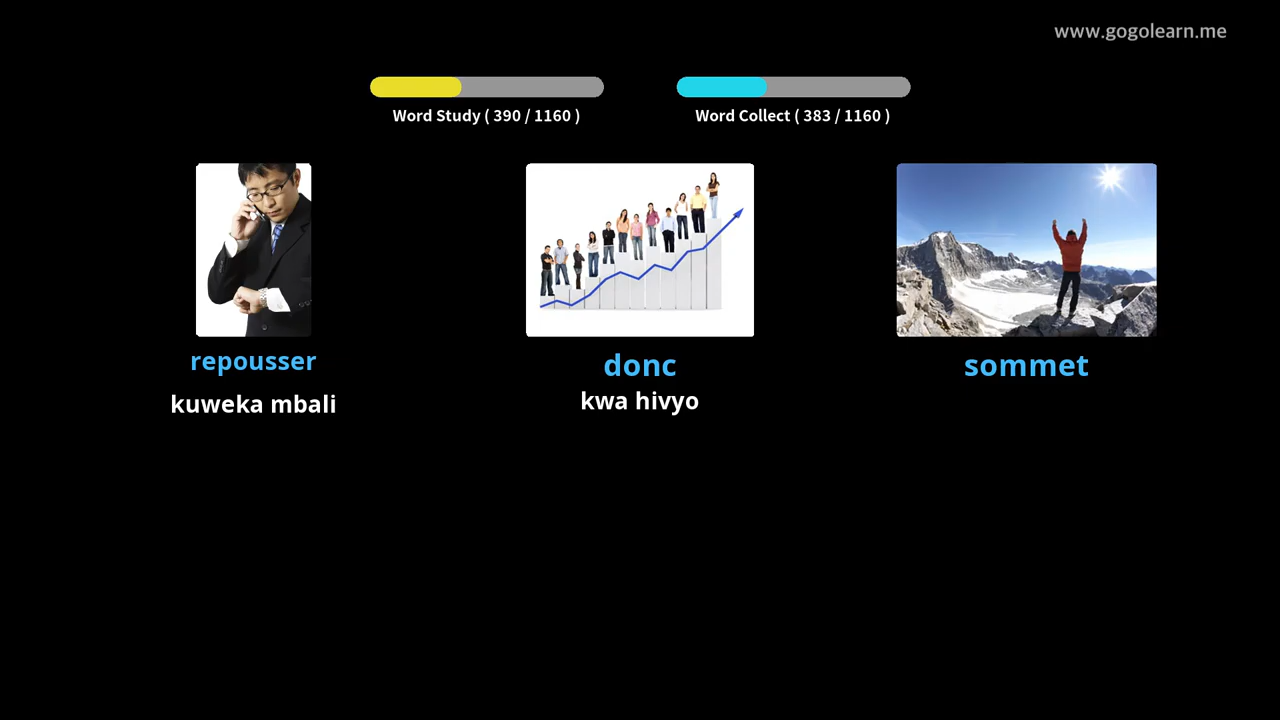 www.gogolearn.me
Word Study ( 390 / 1160 )
Word Collect ( 383 / 1160 )
repousser
kuweka mbali
donc
kwa hivyo
sommet